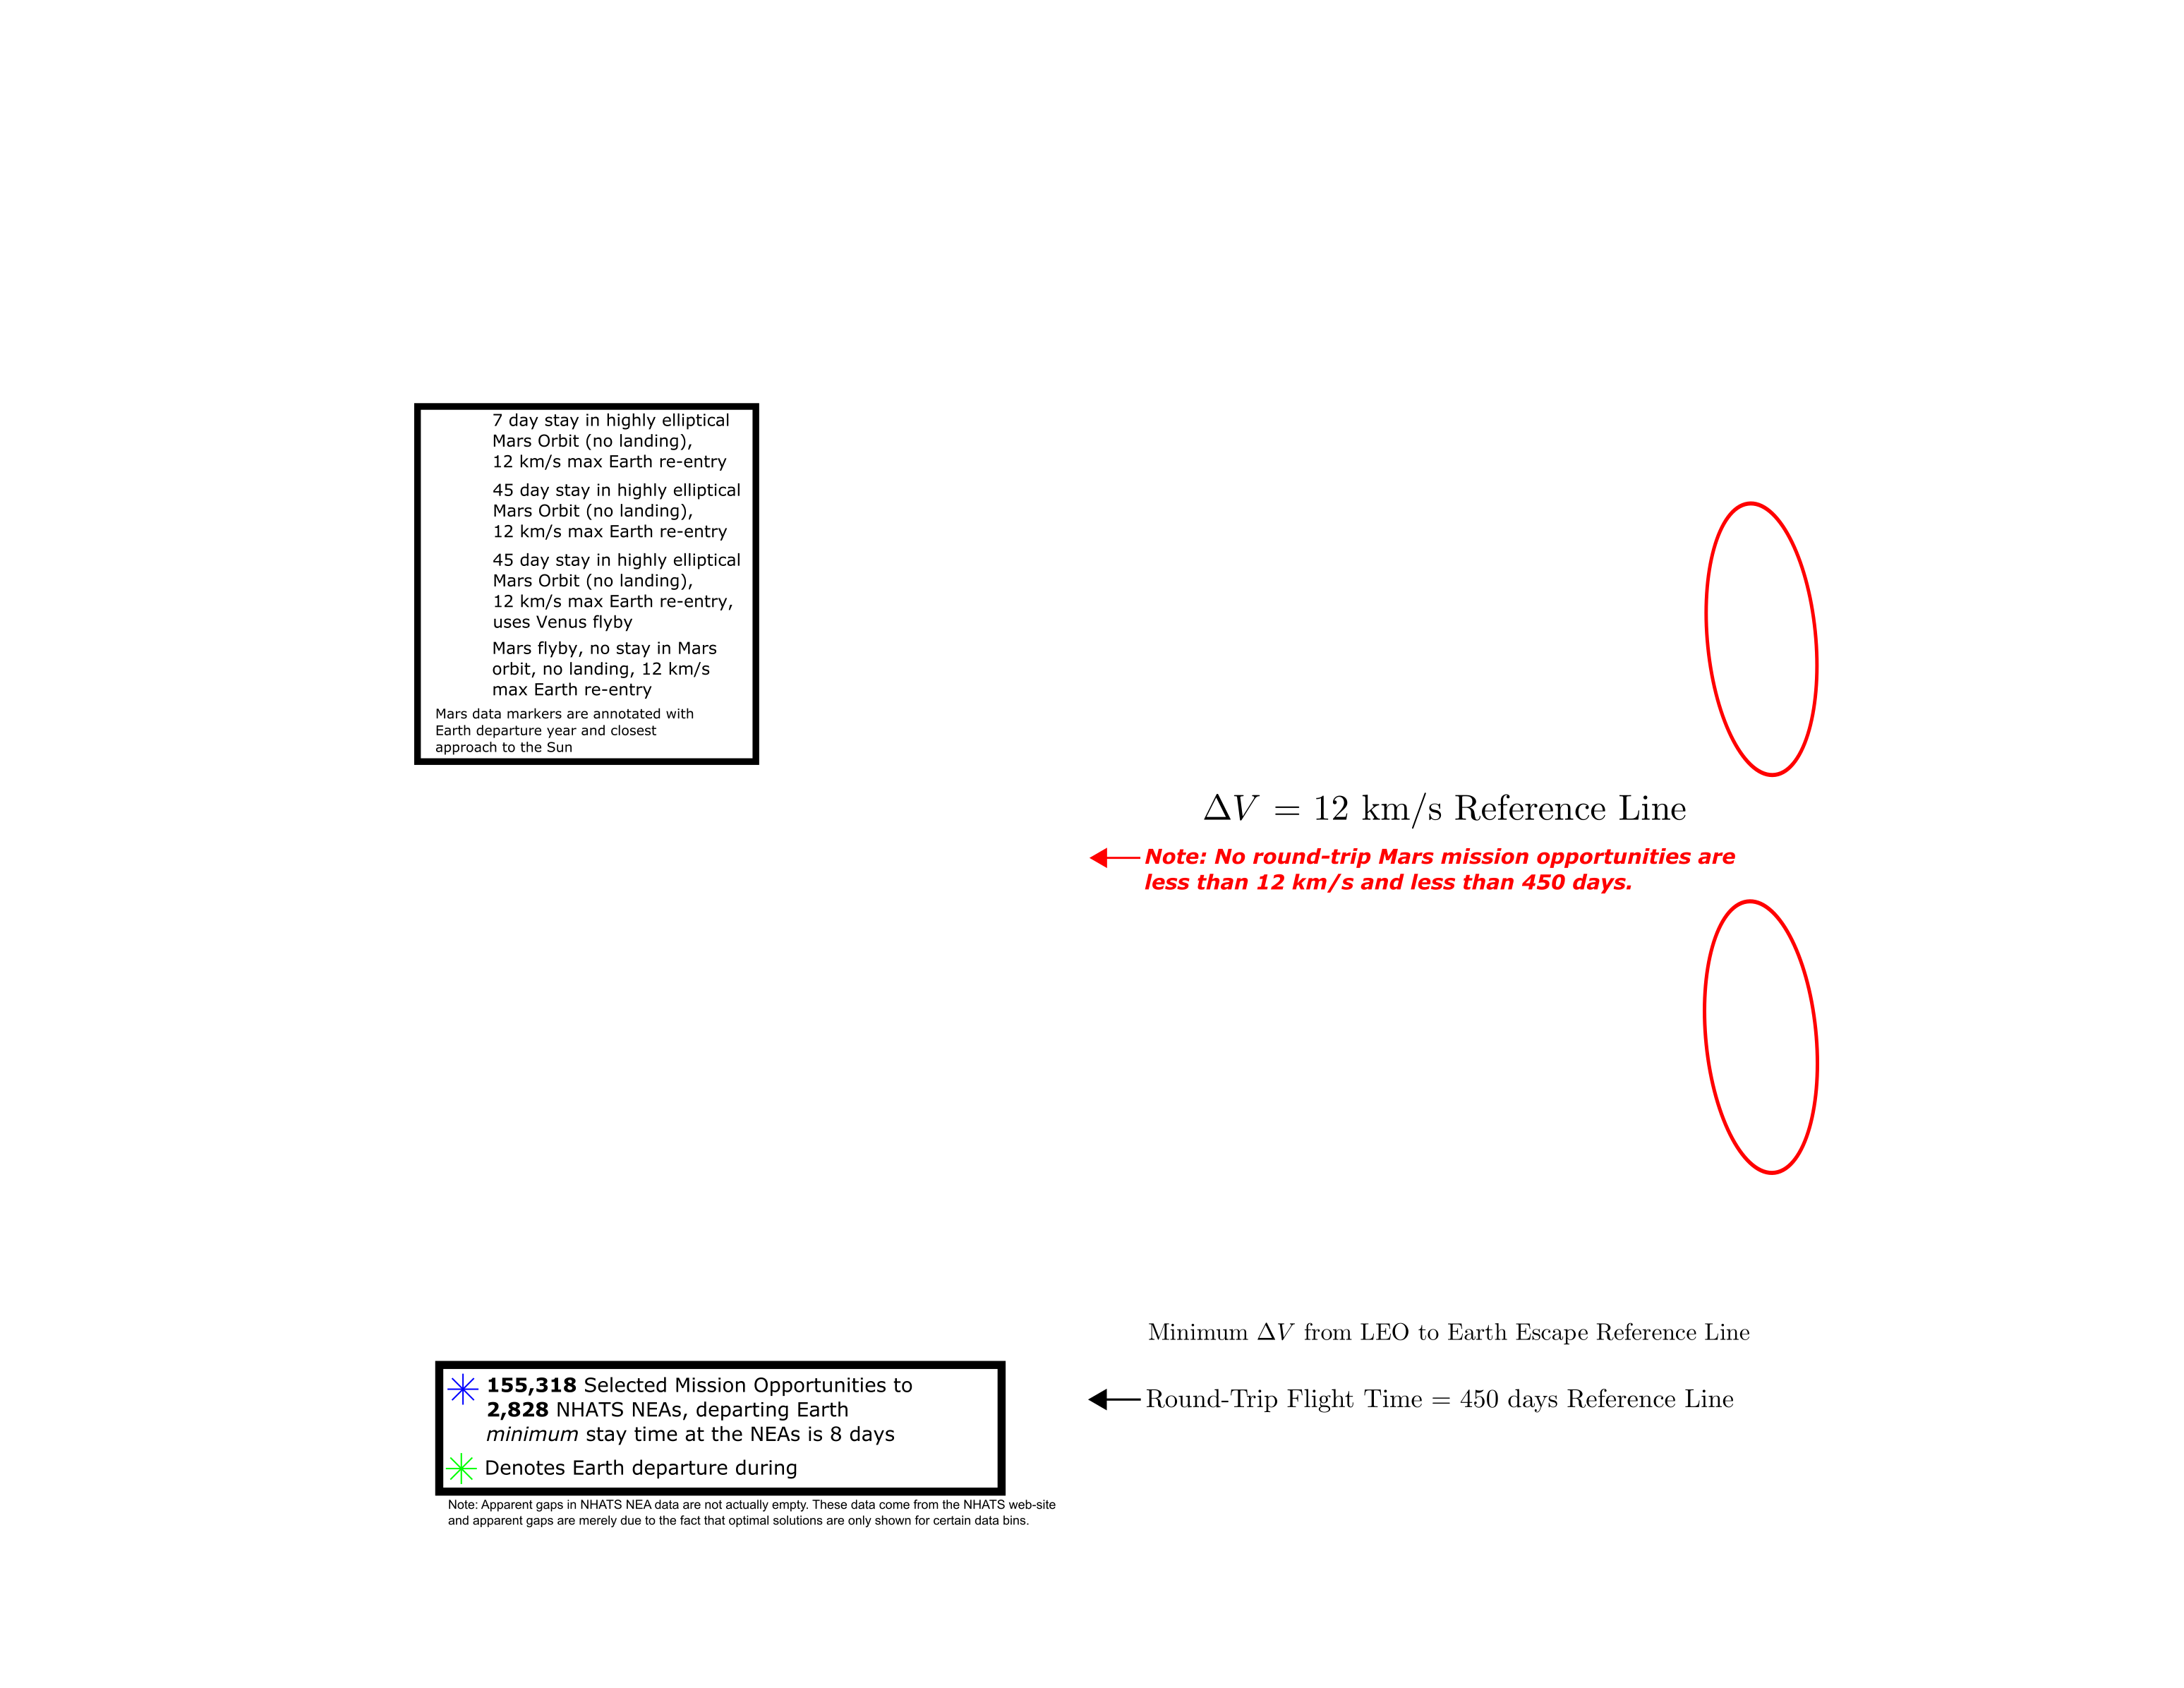 7 day stay in highly elliptical
Mars Orbit (no landing),
12 km/s max Earth re-entry
45 day stay in highly elliptical
Mars Orbit (no landing),
12 km/s max Earth re-entry
45 day stay in highly elliptical
Mars Orbit (no landing),
12 km/s max Earth re-entry,
uses Venus flyby
Mars flyby, no stay in Mars
orbit, no landing, 12 km/s
max Earth re-entry
Mars data markers are annotated with
Earth departure year and closest
approach to the Sun
ΔV = 12 km/s Reference Line
Note: No round-trip Mars mission opportunities are
less than 12 km/s and less than 450 days.
Minimum ΔV from LEO to Earth Escape Reference Line
Round-Trip Flight Time = 450 days Reference Line
155,318 Selected Mission Opportunities to
2,828 NHATS NEAs, departing Earth
minimum stay time at the NEAs is 8 days
Denotes Earth departure during
Note: Apparent gaps in NHATS NEA data are not actually empty. These data come from the NHATS web-site
and apparent gaps are merely due to the fact that optimal solutions are only shown for certain data bins.